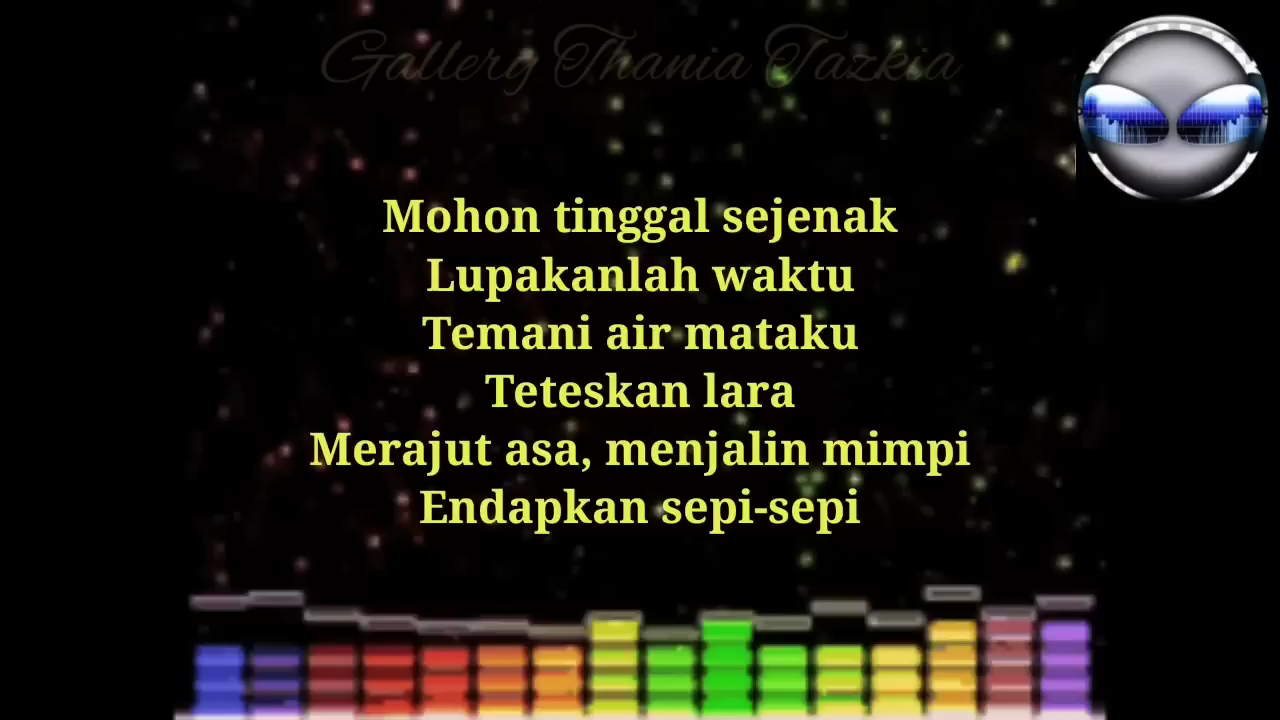 Gallery Thania Tazkia
Mohon tinggal sejenak
Lupakanlah waktu
Temani air mataku
Teteskan lara
Merajut asa, menjalin mimpi
Endapkan sepi-sepi